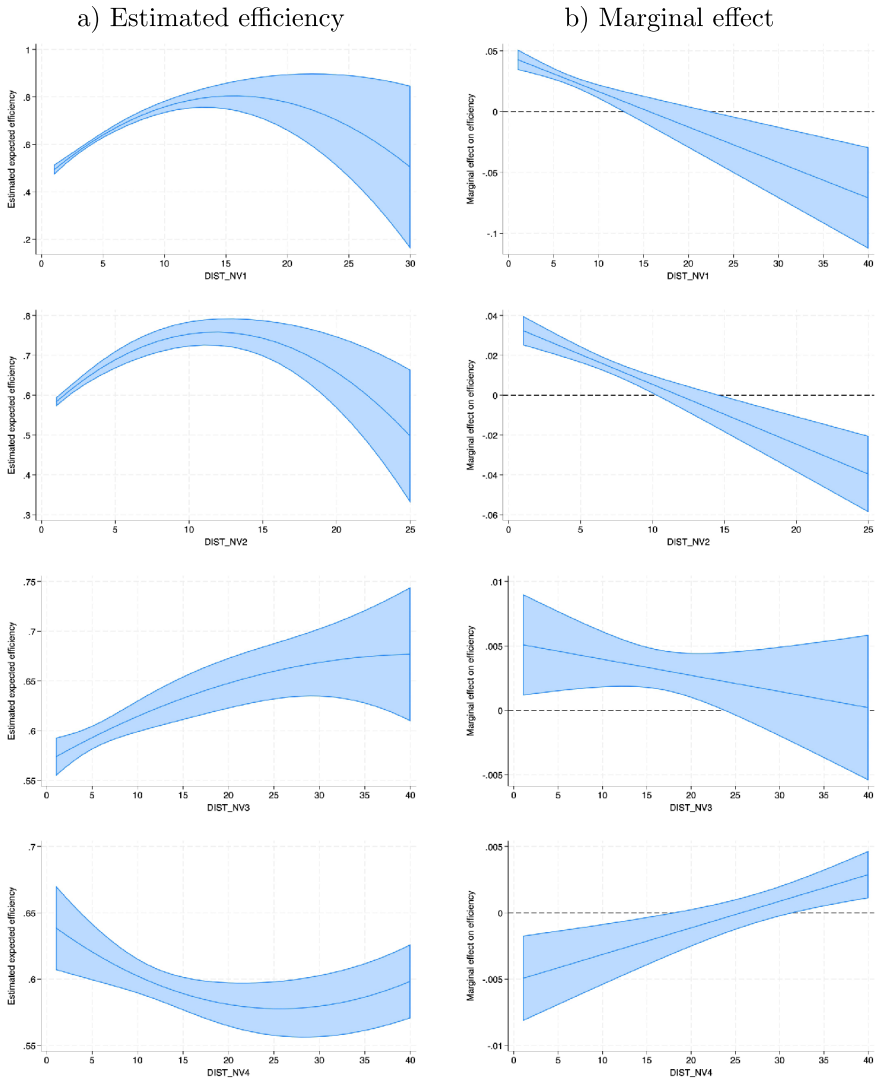 a) Estimated efficiency
b) Marginal effect
Estimated expected efficiency
1
.8
.6
.4
.2
0 5 10 15 20 25 30
DIST_NV1
Marginal effect on efficiency
.05
0
-.05
-.1
0 5 10 15 20 25 30 35 40
DIST_NV1
Estimated expected efficiency
.8
.7
.6
.5
.4
.3
0 5 10 15 20 25
DIST_NV2
Marginal effect on efficiency
.04
.02
0
-.02
-.04
-.06
0 5 10 15 20 25
DIST_NV2
Estimated expected efficiency
.75
.7
.65
.6
.55
0 5 10 15 20 25 30 35 40
DIST_NV3
Marginal effect on efficiency
.01
.005
0
-.005
0 5 10 15 20 25 30 35 40
DIST_NV3
Estimated expected efficiency
.7
.65
.6
.55
0 5 10 15 20 25 30 35 40
DIST_NV4
Marginal effect on efficiency
.005
0
-.005
-.01
0 5 10 15 20 25 30 35 40
DIST_NV4